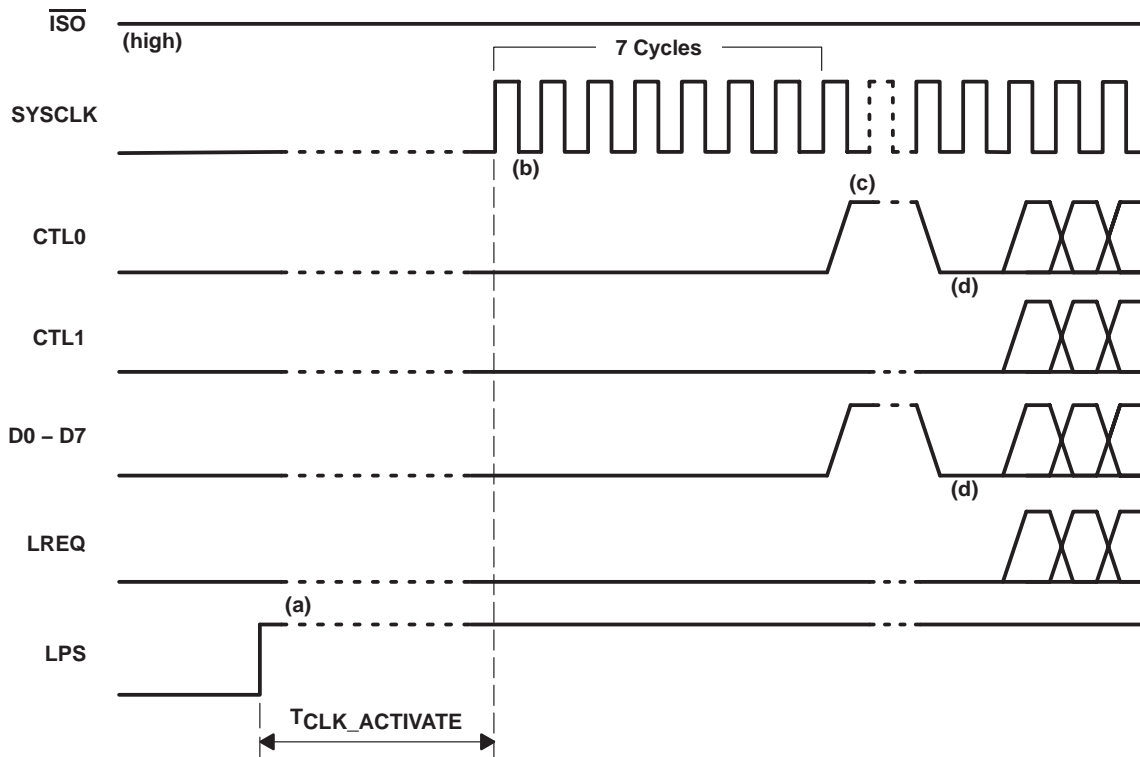 ISO
(high)
7 Cycles
SYSCLK
(b)
(c)
CTL0
(d)
CTL1
D0 – D7
(d)
LREQ
(a)
LPS
TCLK_ACTIVATE